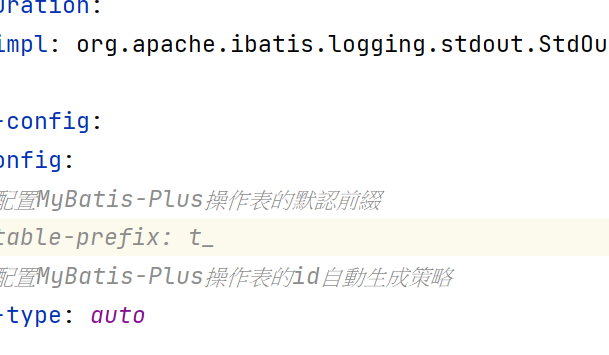 uration:
impl: org.apache.ibatis.logging.stdout.StdOu
-config:
onfig:
配置MyBatis-Plus操作表的默認前綴
table-prefix: t_
配置MyBatis-Plus操作表的id自動生成策略
-type: auto